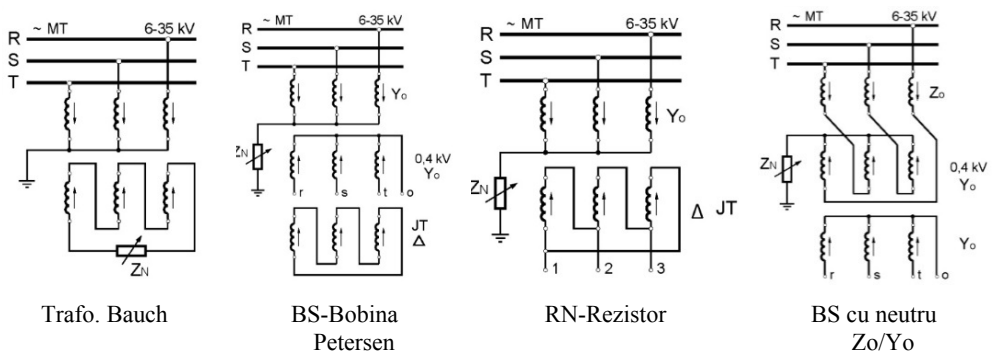 R ~ MT 6-35 kV
S
T
ZN
Trafo. Bauch
R ~ MT 6-35 kV
S
T
Yo
ZN
0,4 kV
Yo
r s t o
JT
Δ
BS-Bobina
Petersen
R ~ MT 6-35 kV
S
T
Yo
ZN
Δ JT
1 2 3
RN-Rezistor
R ~ MT 6-35 kV
S
T
Zo
ZN
0,4 kV
Yo
Yo
r s t o
BS cu neutru
Zo/Yo